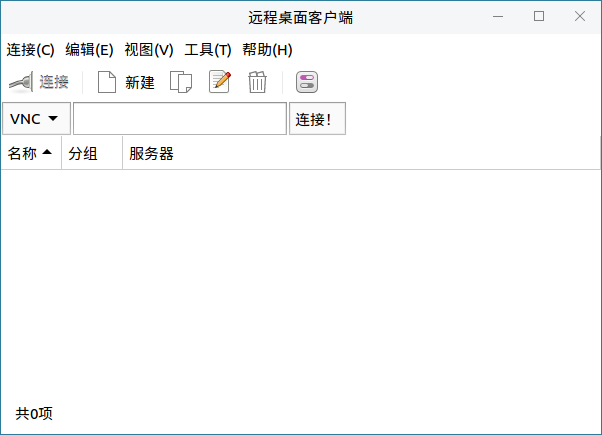 远程桌面客户端
连接(C) 编辑(E) 视图(V) 工具(T) 帮助(H)
连接 新建
VNC 连接！
名称 分组 服务器
共0项